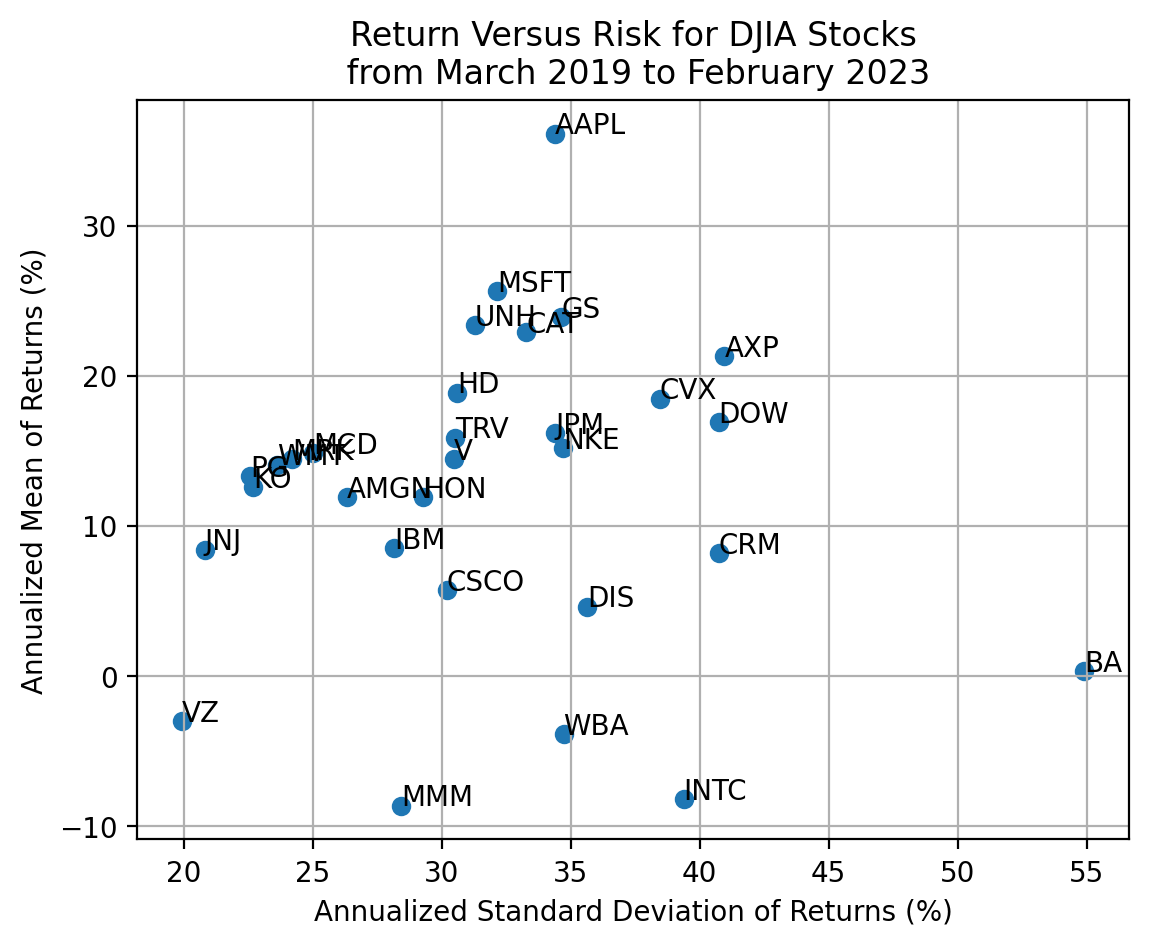 Return Versus Risk for DJIA Stocks
from March 2019 to February 2023
AAPL
30
MSFT
GS
UNH
CAT
AXP
20
HD
CVX
DOW
JPM
TRV
NKE
MCD
MRK
WMT
V
PG
KO
AMGN
HON
10
JNJ
IBM
CRM
CSCO
DIS
BA
0
VZ
WBA
MMM
INTC
−10
20 25 30 35 40 45 50 55
Annualized Standard Deviation of Returns (%)
Annualized Mean of Returns (%)